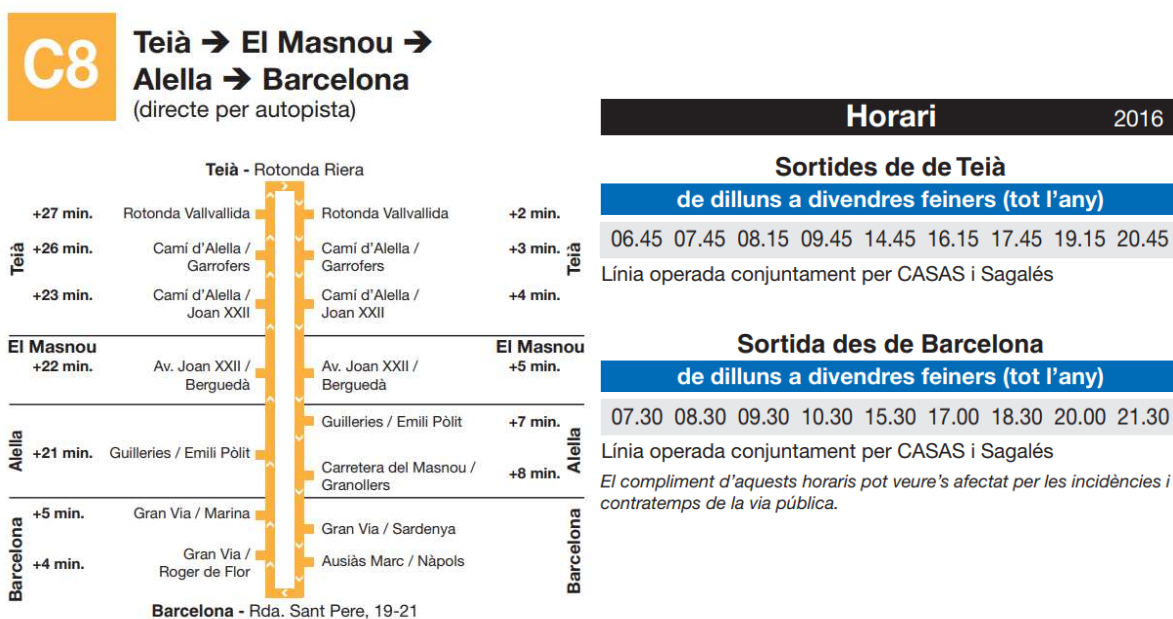 C8
Teià ➔ El Masnou ➔
Alella ➔ Barcelona
(directe per autopista)
Teià - Rotonda Riera
+27 min. Rotonda Vallvallida Rotonda Vallvallida +2 min.
Teià
+26 min. Camí d'Alella / Camí d'Alella / +3 min.
Garrofers Garrofers
Teià
+23 min. Camí d'Alella / Camí d'Alella / +4 min.
Joan XXII Joan XXII
El Masnou El Masnou
+22 min. Av. Joan XXII / Av. Joan XXII / +5 min.
Berguedà Berguedà
Guilleries / Emili Pòlit +7 min.
Alella
+21 min. Guilleries / Emili Pòlit
Alella
Carretera del Masnou / +8 min.
Granollers
+5 min. Gran Via / Marina
Gran Via / Sardenya
Barcelona
+4 min. Gran Via / Ausiàs Marc / Nàpols
Roger de Flor
Barcelona
Barcelona - Rda. Sant Pere, 19-21
Horari 2016
Sortides de de Teià
de dilluns a divendres feiners (tot l'any)
06.45 07.45 08.15 09.45 14.45 16.15 17.45 19.15 20.45
Línia operada conjuntament per CASAS i Sagalés
Sortida des de Barcelona
de dilluns a divendres feiners (tot l'any)
07.30 08.30 09.30 10.30 15.30 17.00 18.30 20.00 21.30
Línia operada conjuntament per CASAS i Sagalés
El compliment d'aquests horaris pot veure's afectat per les incidències i
contratemps de la via pública.